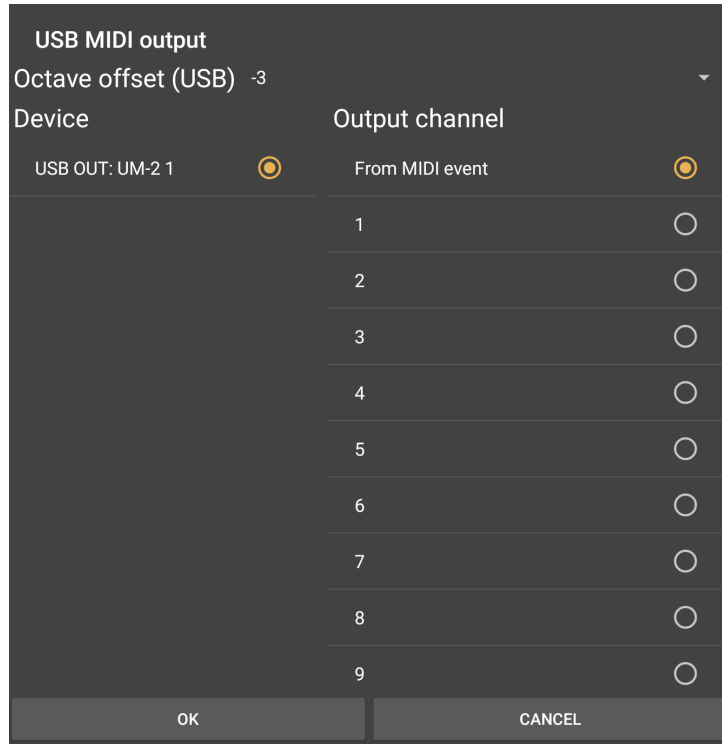 USB MIDI output
Octave offset (USB) -3
Device
Output channel
USB OUT: UM-2 1
From MIDI event
1
2
3
4
5
6
7
8
9
OK
CANCEL